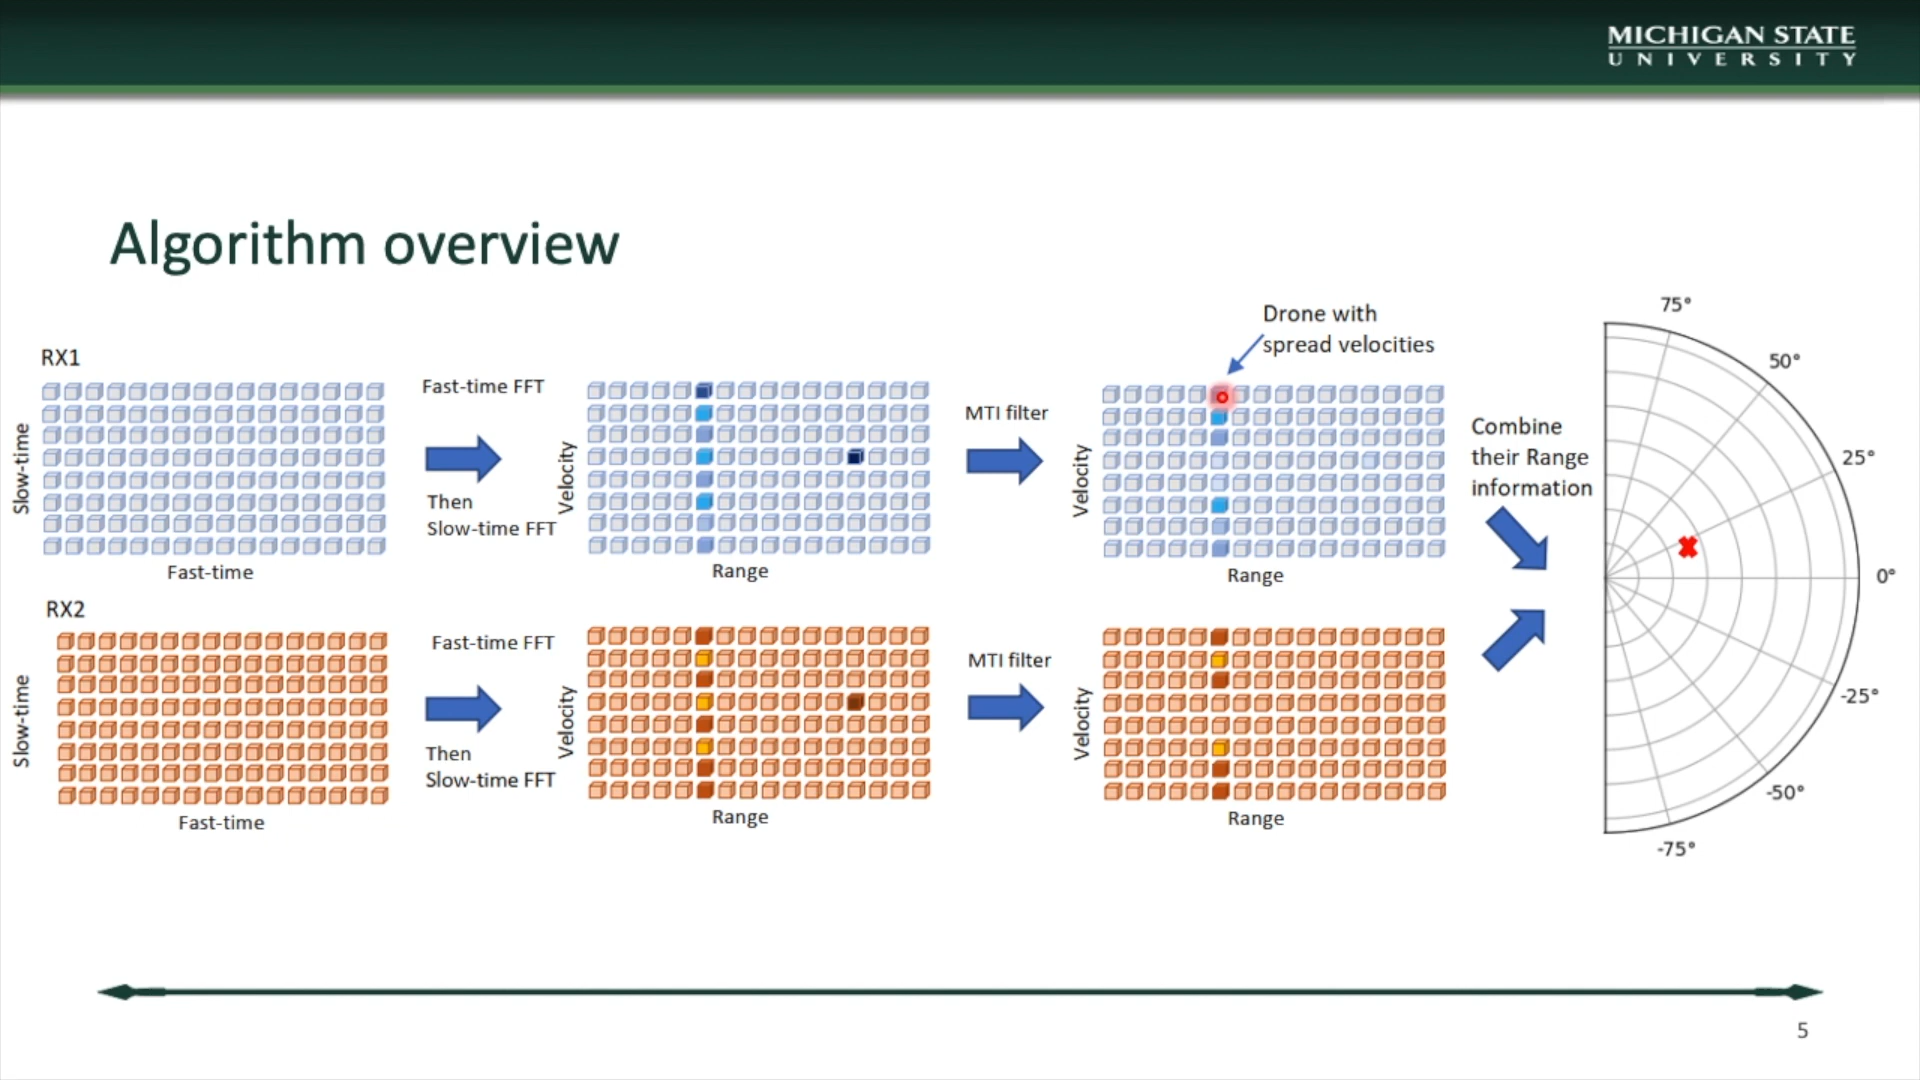 MICHIGAN STATE
UNIVERSITY
Algorithm overview
RX1
Slow-time
Fast-time
Fast-time FFT
Then
Slow-time FFT
Velocity
Range
MTI filter
Drone with
spread velocities
Velocity
Range
RX2
Slow-time
Fast-time
Fast-time FFT
Then
Slow-time FFT
Velocity
Range
MTI filter
Velocity
Range
Combine
their Range
information
75°
50°
25°
0°
-25°
-50°
-75°
5